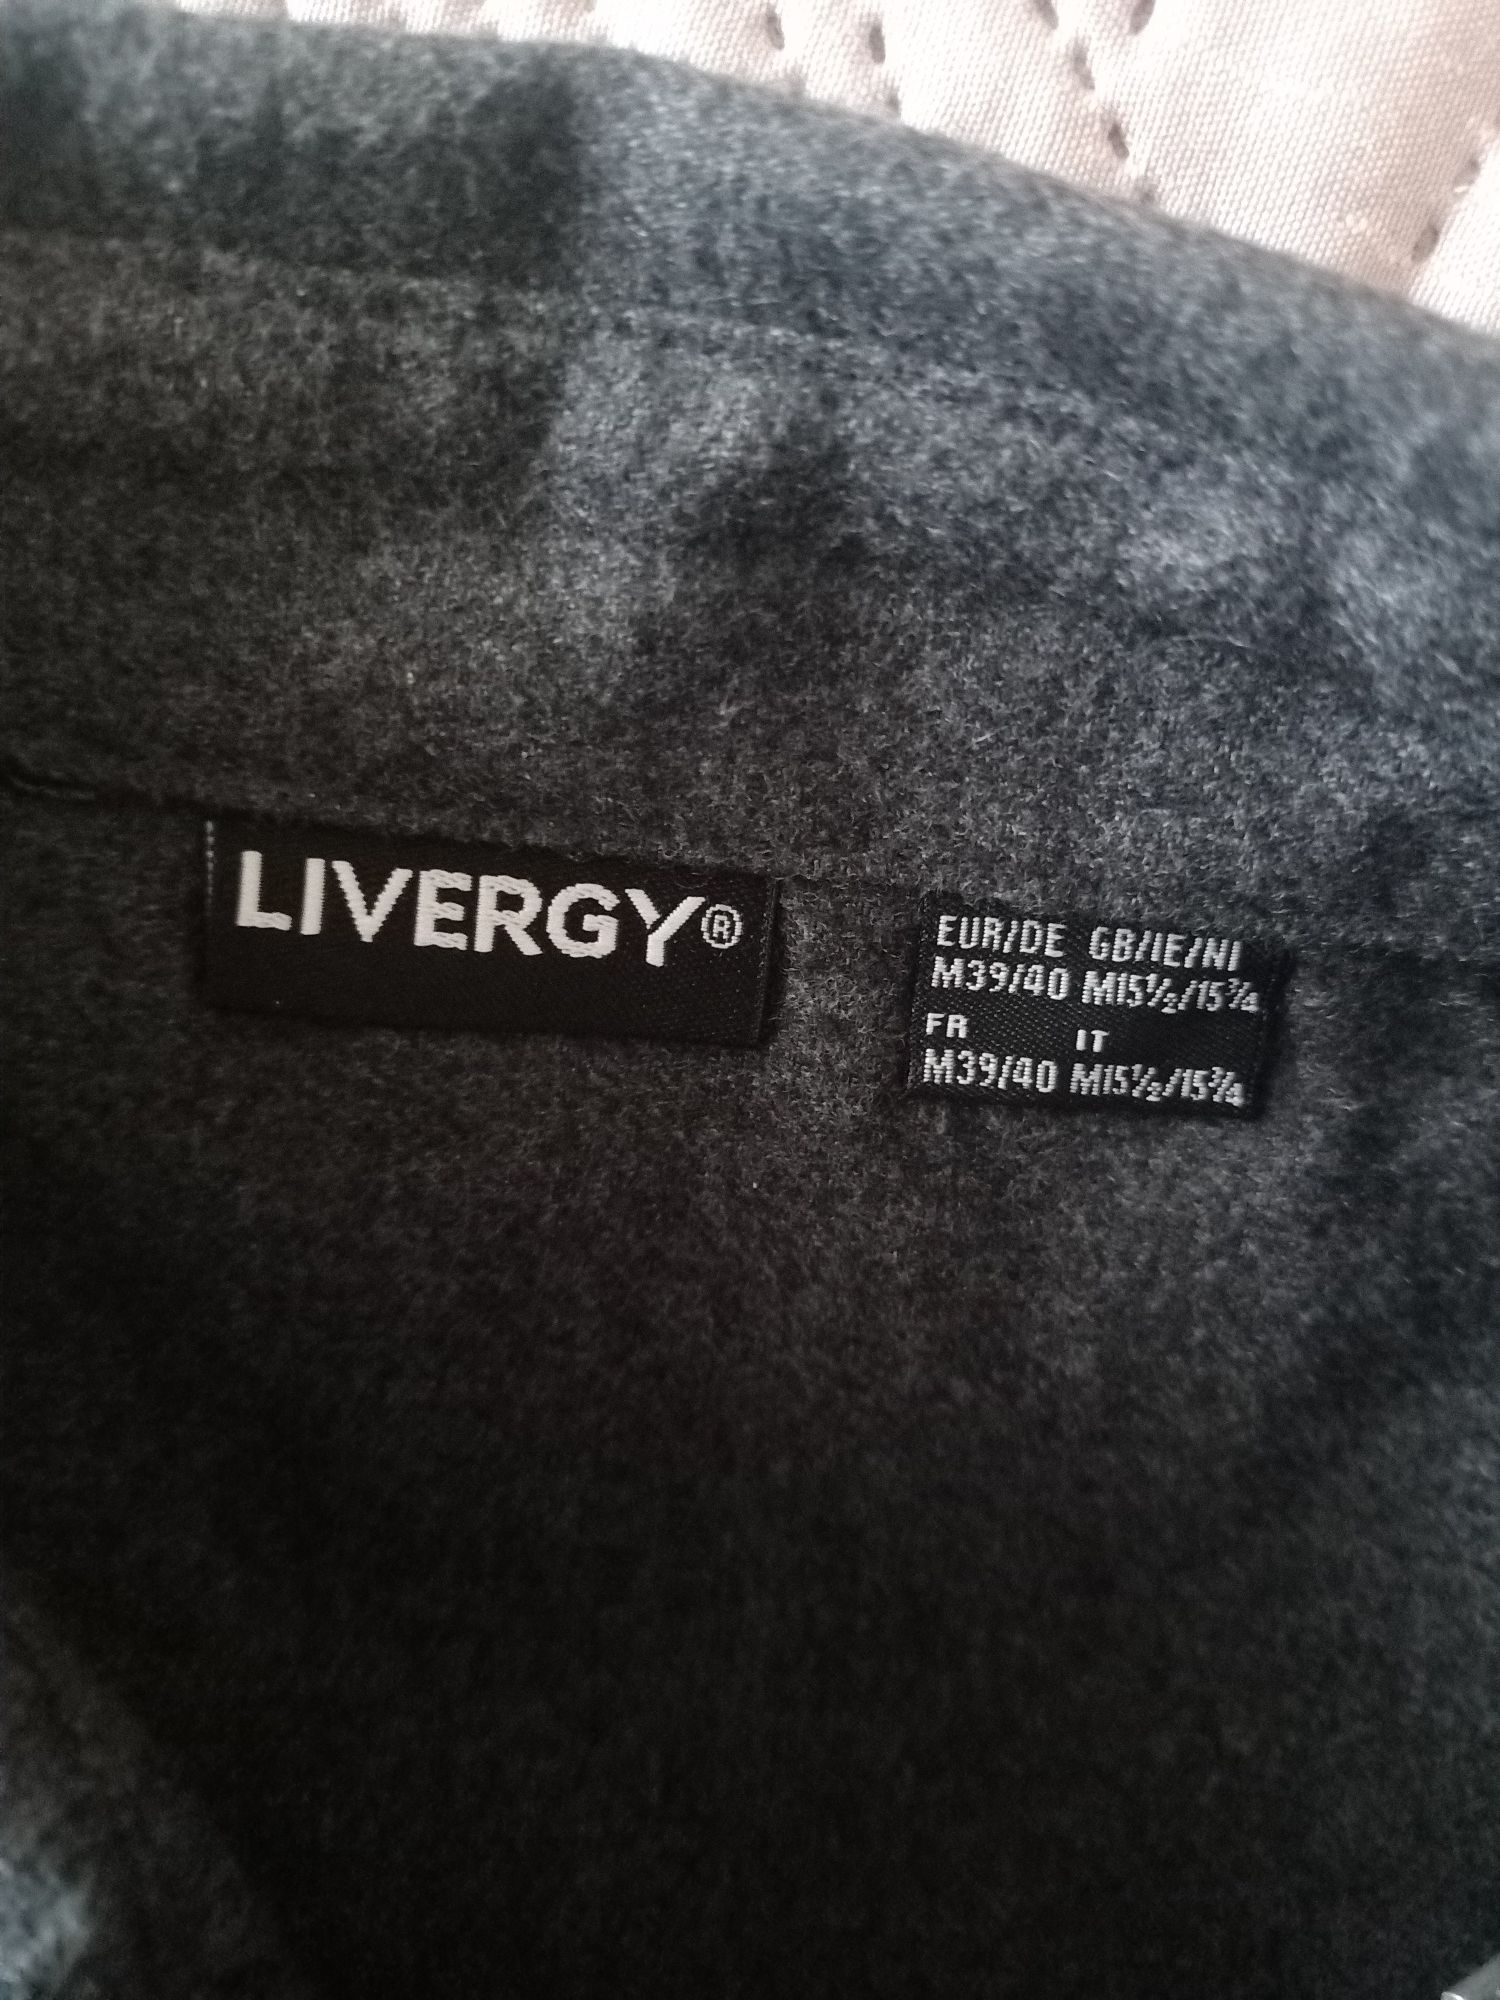 LIVERGY®
EUR/DE GB/IE/NI
M39/40 M15½/15¾
FR IT
M39/40 M15½/15¾